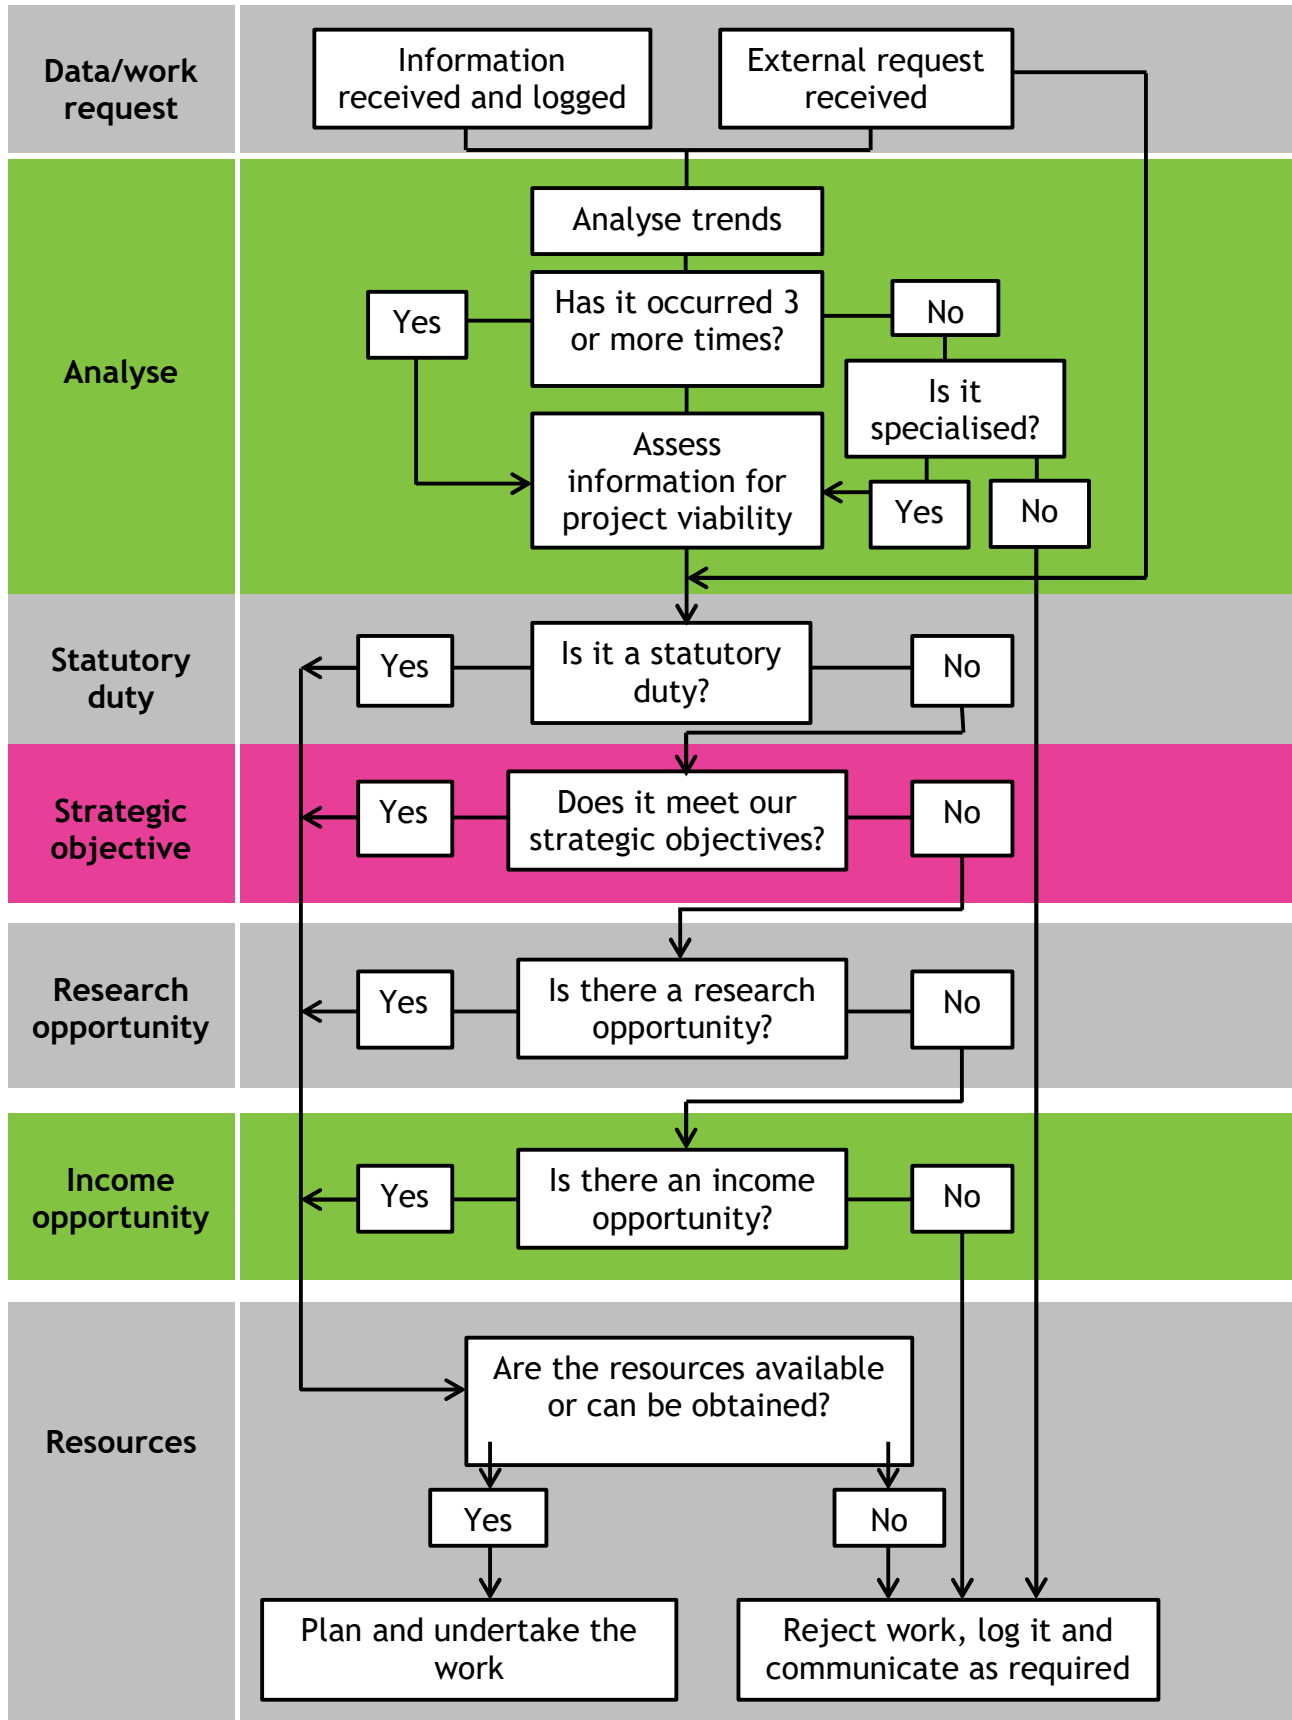 Data/work
request
Information
received and logged
External request
received
Analyse
Analyse trends
Has it occurred 3
or more times?
Yes
No
Is it
specialised?
Assess
information for
project viability
Yes
No
Statutory
duty
Yes
Is it a statutory
duty?
No
Strategic
objective
Yes
Does it meet our
strategic objectives?
No
Research
opportunity
Yes
Is there a research
opportunity?
No
Income
opportunity
Yes
Is there an income
opportunity?
No
Resources
Are the resources available
or can be obtained?
Yes
No
Plan and undertake the
work
Reject work, log it and
communicate as required